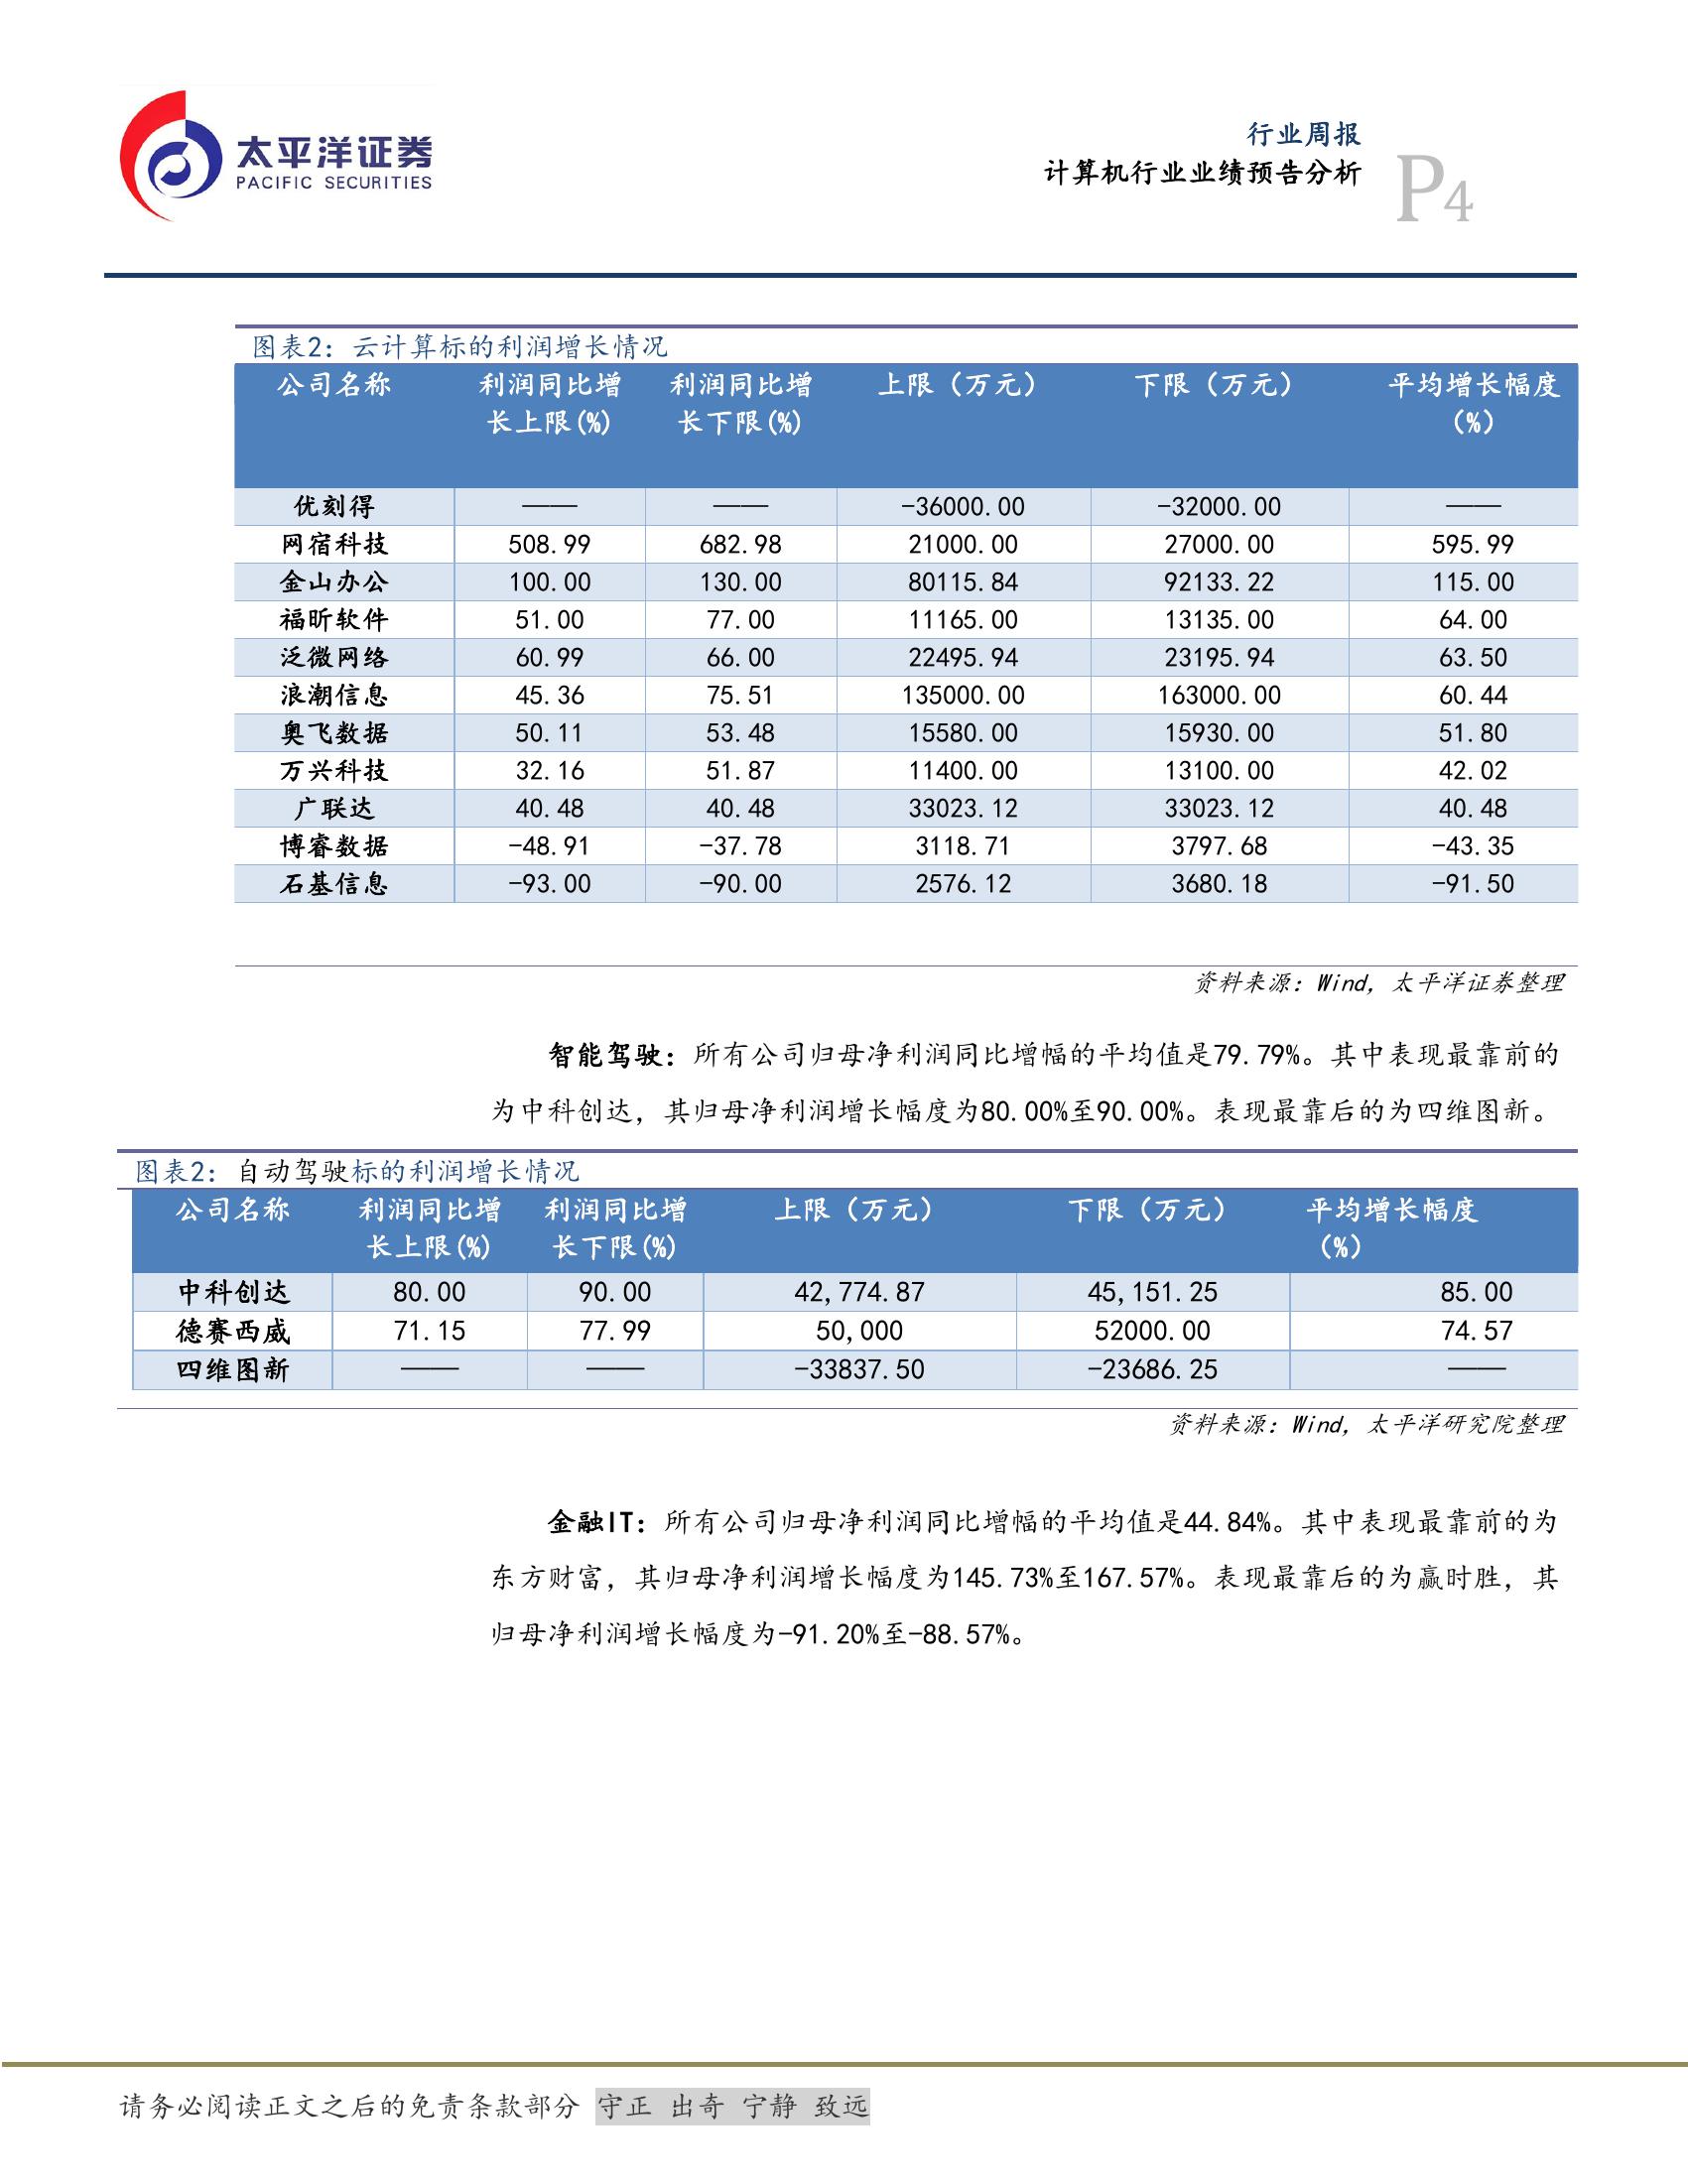 太平洋证券
PACIFIC SECURITIES
行业周报
计算机行业业绩预告分析
P4
图表2：云计算标的利润增长情况
公司名称 利润同比增长上限(%) 利润同比增长下限(%) 上限（万元） 下限（万元） 平均增长幅度（%）
优刻得 —— —— -36000.00 -32000.00 ——
网宿科技 508.99 682.98 21000.00 27000.00 595.99
金山办公 100.00 130.00 80115.84 92133.22 115.00
福昕软件 51.00 77.00 11165.00 13135.00 64.00
泛微网络 60.99 66.00 22495.94 23195.94 63.50
浪潮信息 45.36 75.51 135000.00 163000.00 60.44
奥飞数据 50.11 53.48 15580.00 15930.00 51.80
万兴科技 32.16 51.87 11400.00 13100.00 42.02
广联达 40.48 40.48 33023.12 33023.12 40.48
博睿数据 -48.91 -37.78 3118.71 3797.68 -43.35
石基信息 -93.00 -90.00 2576.12 3680.18 -91.50
资料来源：Wind，太平洋证券整理
智能驾驶：所有公司归母净利润同比增幅的平均值是79.79%。其中表现最靠前的
为中科创达，其归母净利润增长幅度为80.00%至90.00%。表现最靠后的为四维图新。
图表2：自动驾驶标的利润增长情况
公司名称 利润同比增长上限(%) 利润同比增长下限(%) 上限（万元） 下限（万元） 平均增长幅度（%）
中科创达 80.00 90.00 42,774.87 45,151.25 85.00
德赛西威 71.15 77.99 50,000 52000.00 74.57
四维图新 —— —— -33837.50 -23686.25 ——
资料来源：Wind，太平洋研究院整理
金融IT：所有公司归母净利润同比增幅的平均值是44.84%。其中表现最靠前的为
东方财富，其归母净利润增长幅度为145.73%至167.57%。表现最靠后的为赢时胜，其
归母净利润增长幅度为-91.20%至-88.57%。
请务必阅读正文之后的免责条款部分 守正 出奇 宁静 致远